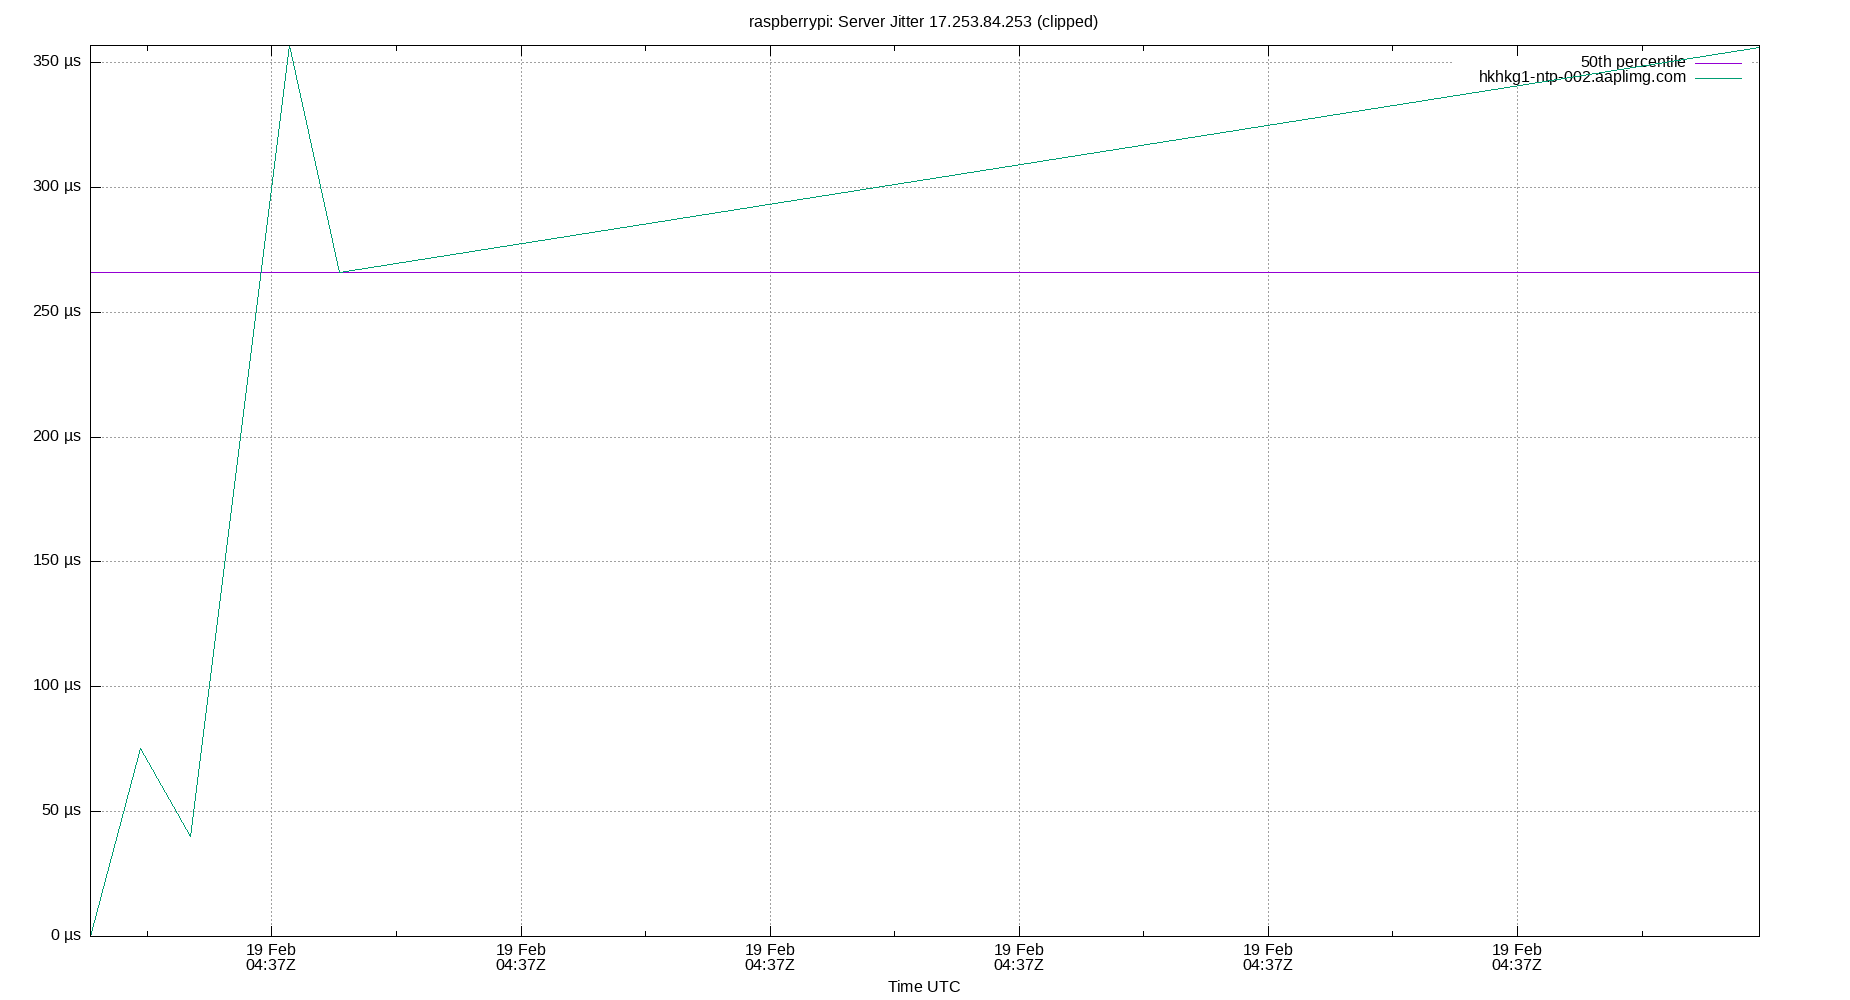 raspberrypi: Server Jitter 17.253.84.253 (clipped)
350 µs
300 µs
250 µs
200 µs
150 µs
100 µs
50 µs
0 µs
50th percentile
hkhkg1-ntp-002.aaplimg.com
19 Feb
04:37Z
19 Feb
04:37Z
19 Feb
04:37Z
19 Feb
04:37Z
19 Feb
04:37Z
19 Feb
04:37Z
Time UTC